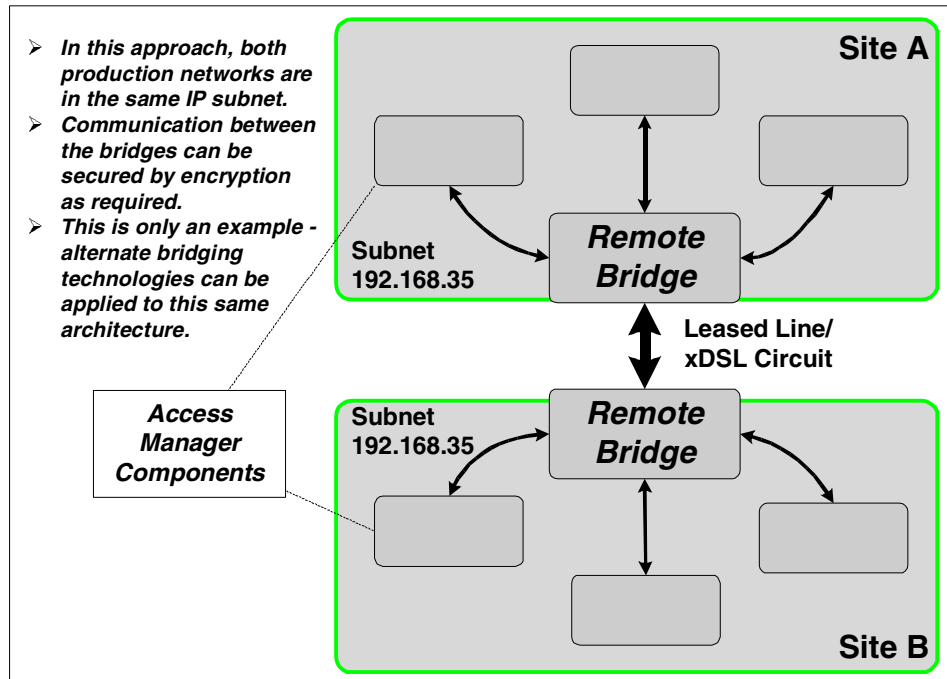 ➢ In this approach, both
production networks are
in the same IP subnet.
➢ Communication between
the bridges can be
secured by encryption
as required.
➢ This is only an example -
alternate bridging
technologies can be
applied to this same
architecture.
Site A
Subnet
192.168.35
Remote
Bridge
Leased Line/
xDSL Circuit
Access
Manager
Components
Subnet
192.168.35
Remote
Bridge
Site B